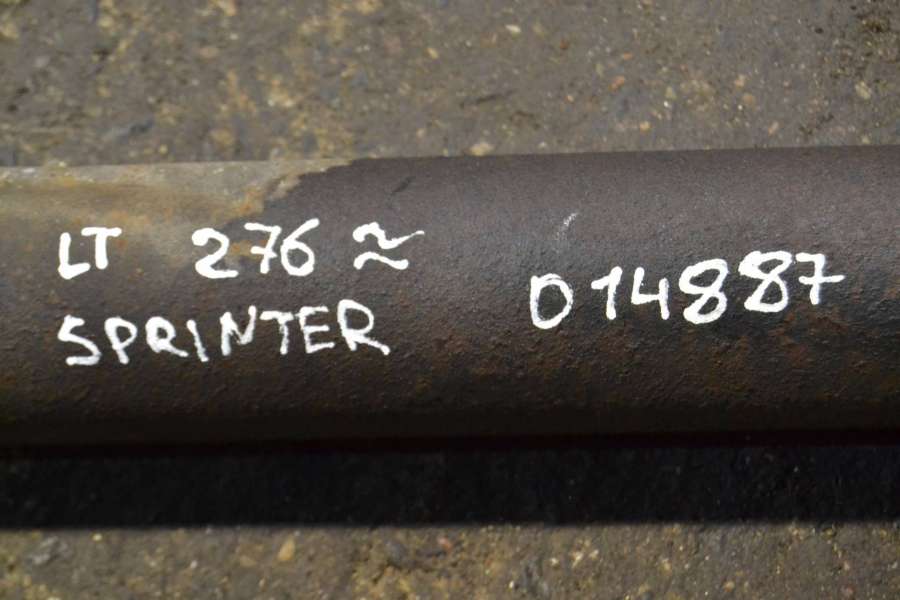 LT 276 ≈
SPRINTER
014887